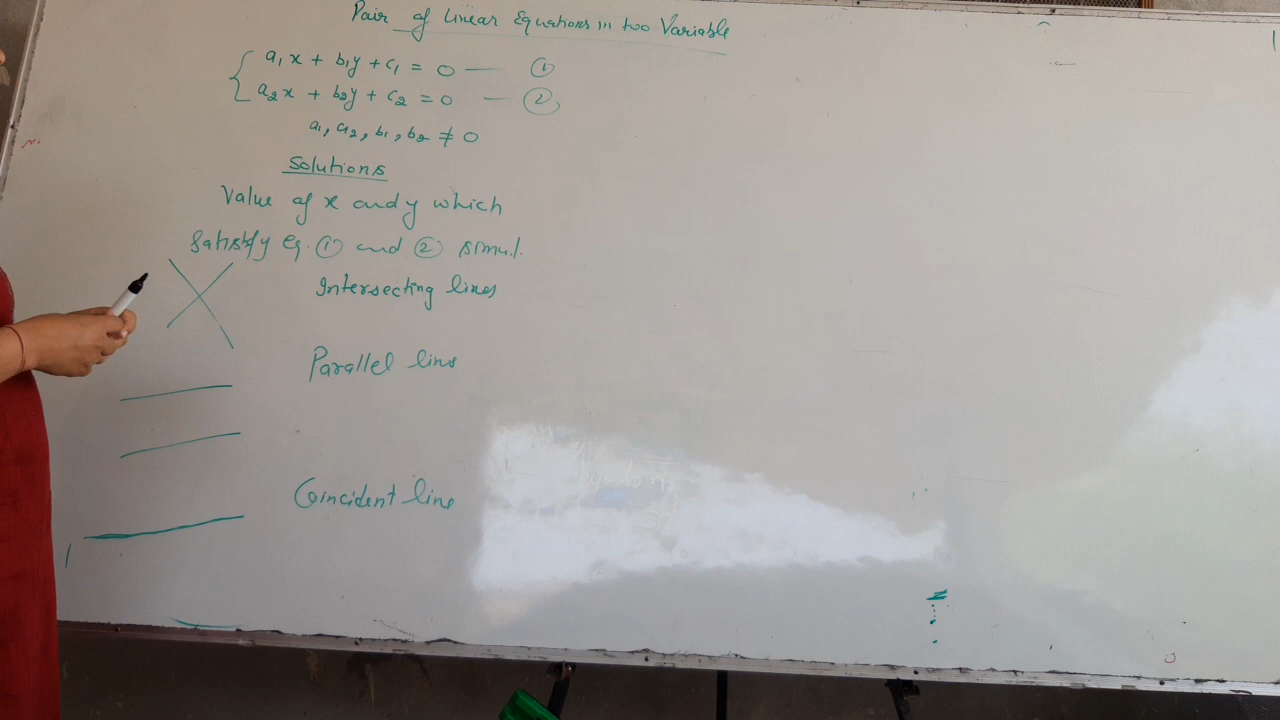 Pair of Linear Equations in two Variable
a₁x + b₁y + c₁ = 0 — ①
a₂x + b₂y + c₂ = 0 — ②
a₁, a₂, b₁, b₂ ≠ 0
Solutions
Value of x and y which
Satisfy eq. ① and ② simul.
Intersecting lines
Parallel line
Coincident line